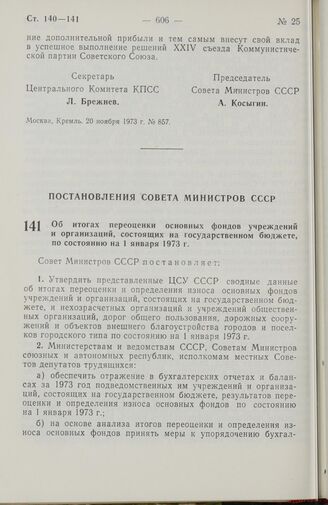 Ст. 140—141 — 606 — № 25
ние дополнительной прибыли и тем самым внесут свой вклад
в успешное выполнение решений XXIV съезда Коммунистиче-
ской партии Советского Союза.
Секретарь Председатель
Центрального Комитета КПСС Совета Министров СССР
Л. Брежнев. А. Косыгин.
Москва, Кремль. 20 ноября 1973 г. № 857.
ПОСТАНОВЛЕНИЯ СОВЕТА МИНИСТРОВ СССР
141 Об итогах переоценки основных фондов учреждений
и организаций, состоящих на государственном бюджете,
по состоянию на 1 января 1973 г.
Совет Министров СССР постановляет:
1. Утвердить представленные ЦСУ СССР сводные данные
об итогах переоценки и определения износа основных фондов
учреждений и организаций, состоящих на государственном бюд-
жете, и нехозрасчетных организаций и учреждений обществен-
ных организаций, дорог общего пользования, дорожных соору-
жений и объектов внешнего благоустройства городов и посел-
ков городского типа по состоянию на 1 января 1973 г.
2. Министерствам и ведомствам СССР, Советам Министров
союзных и автономных республик, исполкомам местных Сове-
тов депутатов трудящихся:
а) обеспечить отражение в бухгалтерских отчетах и балан-
сах за 1973 год подведомственных им учреждений и организа-
ций, состоящих на государственном бюджете, результатов пере-
оценки и определения износа основных фондов по состоянию
на 1 января 1973 г.;
б) на основе анализа итогов переоценки и определения из-
носа основных фондов принять меры к упорядочению бухгал-